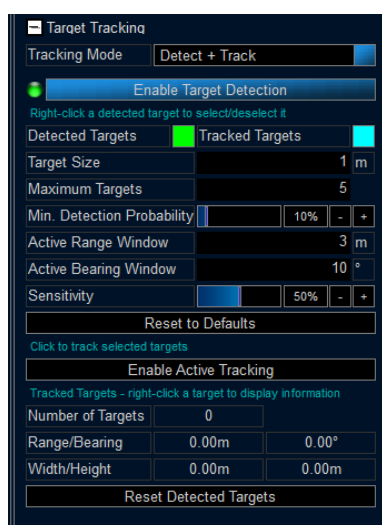 Target Tracking
Tracking Mode Detect + Track
Enable Target Detection
Right-click a detected target to select/deselect it
Detected Targets Tracked Targets
Target Size 1 m
Maximum Targets 5
Min. Detection Probability 10% - +
Active Range Window 3 m
Active Bearing Window 10 °
Sensitivity 50% - +
Reset to Defaults
Click to track selected targets
Enable Active Tracking
Tracked Targets - right-click a target to display information
Number of Targets 0
Range/Bearing 0.00m 0.00°
Width/Height 0.00m 0.00m
Reset Detected Targets